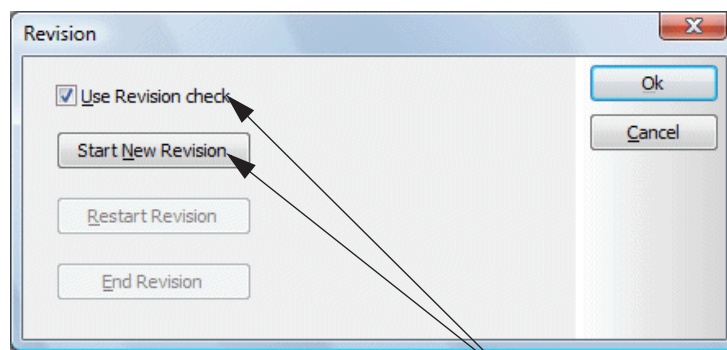 Revision
Use Revision check
Ok
Start New Revision
Cancel
Restart Revision
End Revision